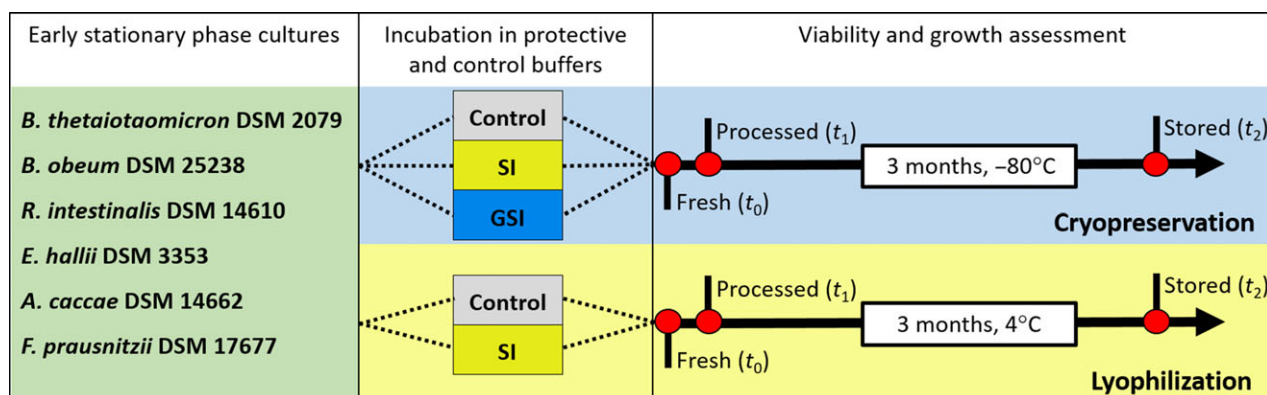 Early stationary phase cultures
Incubation in protective
and control buffers
Viability and growth assessment
B. thetaiotaomicron DSM 2079
B. obeum DSM 25238
R. intestinalis DSM 14610
E. hallii DSM 3353
A. caccae DSM 14662
F. prausnitzii DSM 17677
Control
SI
GSI
Processed (t₁)
Stored (t₂)
3 months, −80°C
Fresh (t₀)
Cryopreservation
Control
SI
Processed (t₁)
Stored (t₂)
3 months, 4°C
Fresh (t₀)
Lyophilization